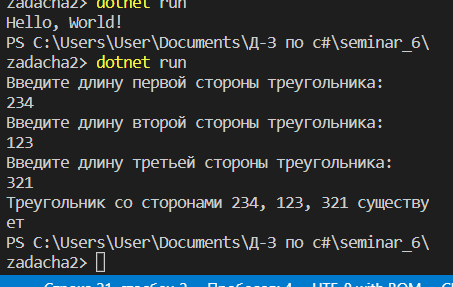 zadacha2> dotnet run
Hello, World!
PS C:\Users\User\Documents\Д-З по c#\seminar_6\
zadacha2> dotnet run
Введите длину первой стороны треугольника:
234
Введите длину второй стороны треугольника:
123
Введите длину третьей стороны треугольника:
321
Треугольник со сторонами 234, 123, 321 существу
ет
PS C:\Users\User\Documents\Д-З по c#\seminar_6\
zadacha2>